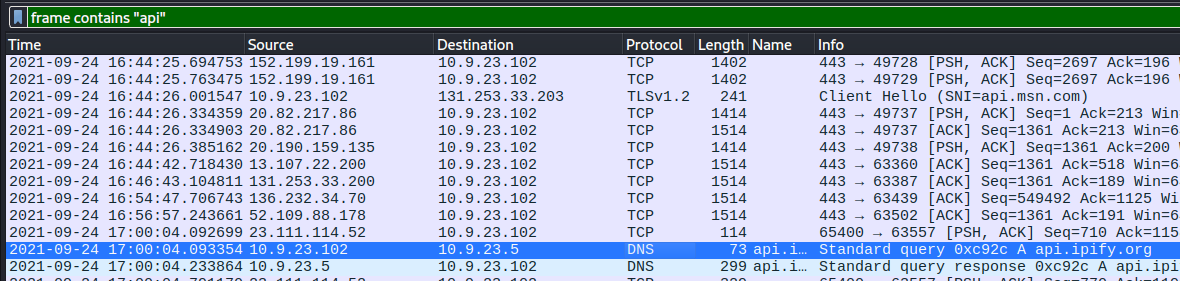 frame contains "api"
Time Source Destination Protocol Length Name Info
2021-09-24 16:44:25.694753 152.199.19.161 10.9.23.102 TCP 1402 443 → 49728 [PSH, ACK] Seq=2697 Ack=196 W
2021-09-24 16:44:25.763475 152.199.19.161 10.9.23.102 TCP 1402 443 → 49729 [PSH, ACK] Seq=2697 Ack=196 W
2021-09-24 16:44:26.001547 10.9.23.102 131.253.33.203 TLSv1.2 241 Client Hello (SNI=api.msn.com)
2021-09-24 16:44:26.334359 20.82.217.86 10.9.23.102 TCP 1414 443 → 49737 [PSH, ACK] Seq=1 Ack=213 Win=
2021-09-24 16:44:26.334903 20.82.217.86 10.9.23.102 TCP 1514 443 → 49737 [ACK] Seq=1361 Ack=213 Win=6
2021-09-24 16:44:26.385162 20.190.159.135 10.9.23.102 TCP 1514 443 → 49738 [PSH, ACK] Seq=1361 Ack=200
2021-09-24 16:44:42.718430 13.107.22.200 10.9.23.102 TCP 1514 443 → 63360 [ACK] Seq=1361 Ack=518 Win=6
2021-09-24 16:46:43.104811 131.253.33.200 10.9.23.102 TCP 1514 443 → 63387 [ACK] Seq=1361 Ack=189 Win=6
2021-09-24 16:54:47.706743 136.232.34.70 10.9.23.102 TCP 1514 443 → 63439 [ACK] Seq=549492 Ack=1125 Wi
2021-09-24 16:56:57.243661 52.109.88.178 10.9.23.102 TCP 1514 443 → 63502 [ACK] Seq=1361 Ack=191 Win=6
2021-09-24 17:00:04.092699 23.111.114.52 10.9.23.102 TCP 114 65400 → 63557 [PSH, ACK] Seq=710 Ack=115
2021-09-24 17:00:04.093354 10.9.23.102 10.9.23.5 DNS 73 api.i… Standard query 0xc92c A api.ipify.org
2021-09-24 17:00:04.233864 10.9.23.5 10.9.23.102 DNS 299 api.i… Standard query response 0xc92c A api.ipi